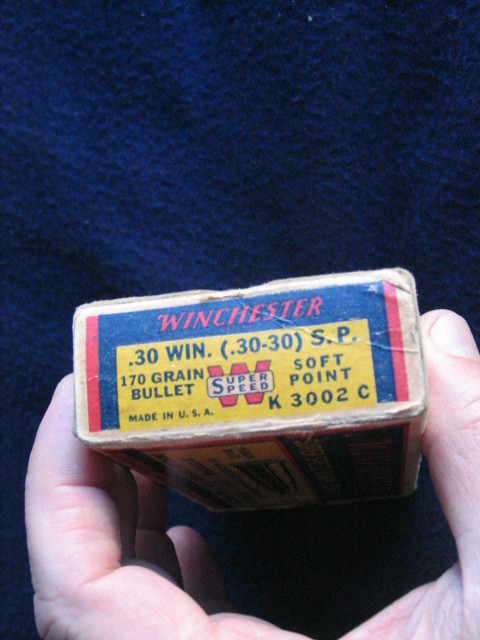 WINCHESTER
.30 WIN. (.30-30) S.P.
170 GRAIN BULLET
SUPER SPEED W
SOFT POINT
MADE IN U.S.A.
K 3002 C